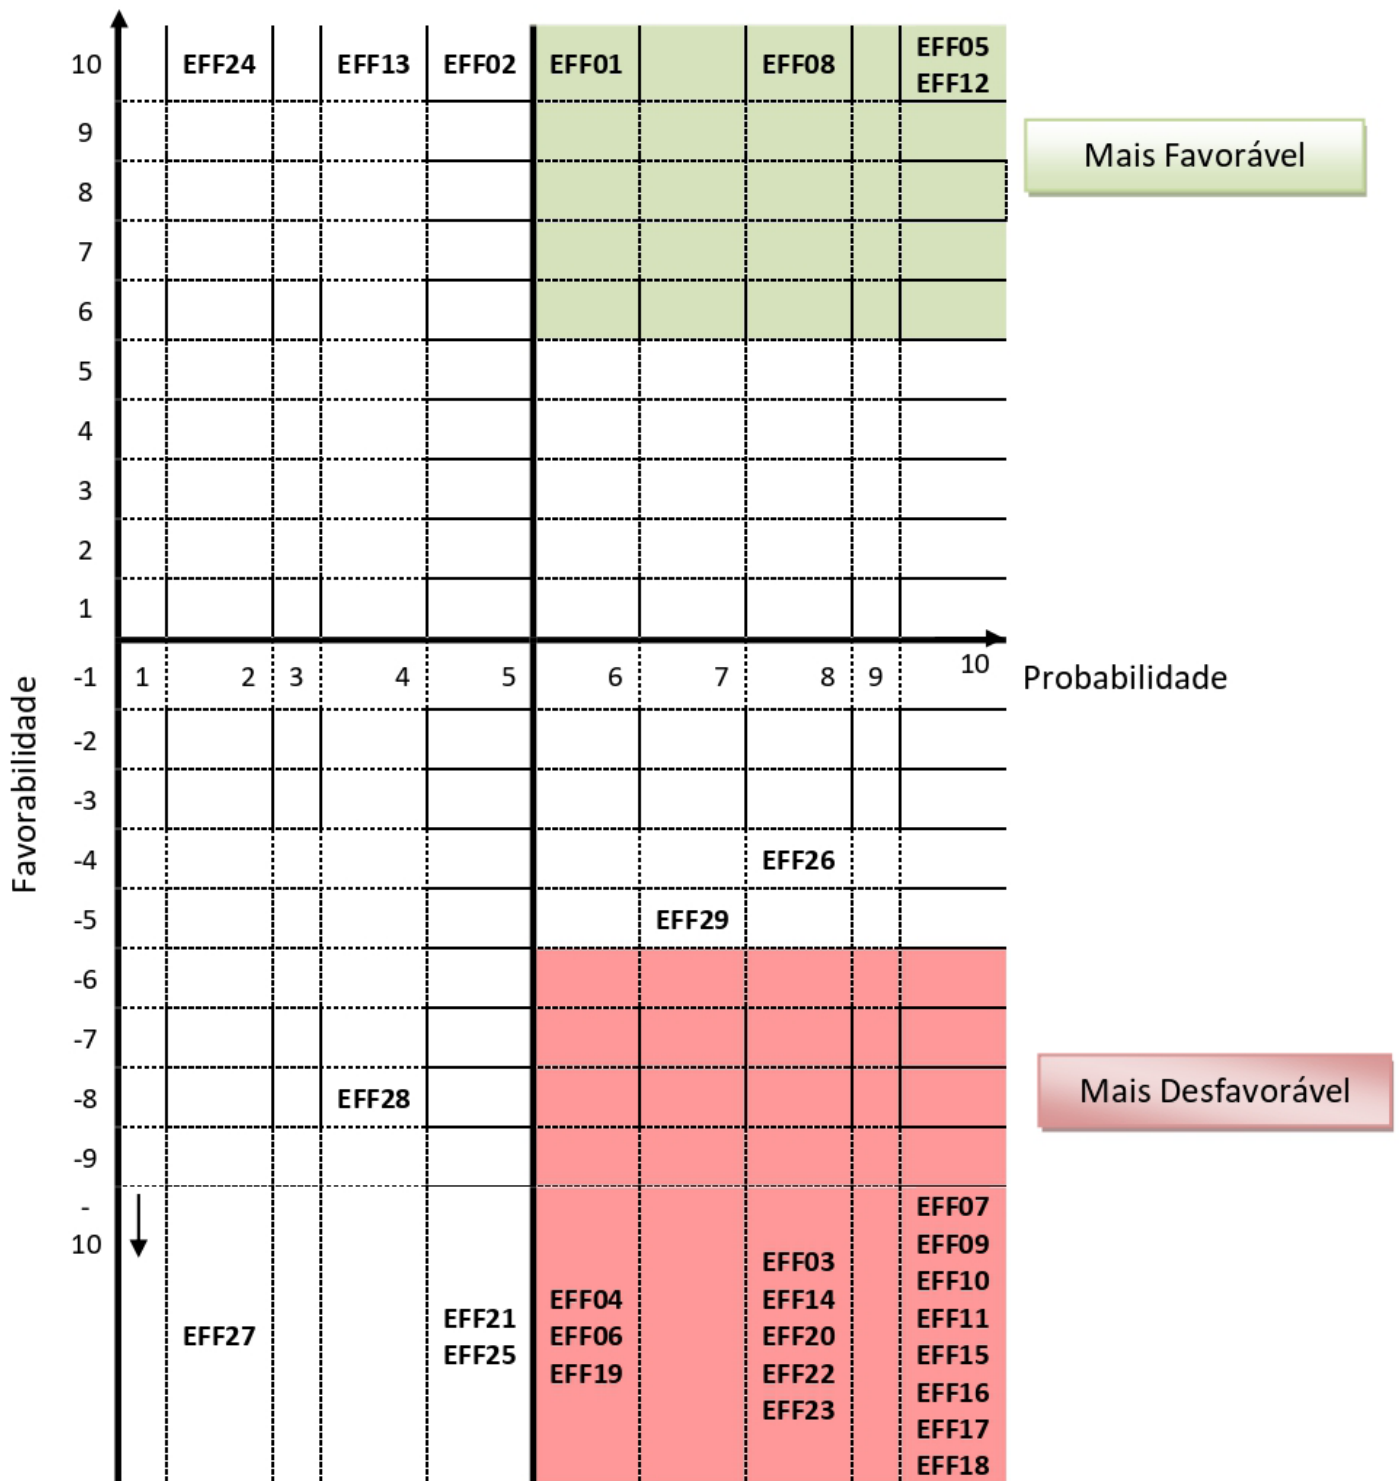 10 EFF24 EFF13 EFF02 EFF01 EFF08 EFF05
EFF12
9
Mais Favorável
8
7
6
5
4
3
2
1
-1 1 2 3 4 5 6 7 8 9 10 Probabilidade
Favorabilidade
-2
-3
-4 EFF26
-5 EFF29
-6
-7
-8 EFF28
Mais Desfavorável
-9
-
10
EFF27
EFF21
EFF25
EFF04
EFF06
EFF19
EFF03
EFF14
EFF20
EFF22
EFF23
EFF07
EFF09
EFF10
EFF11
EFF15
EFF16
EFF17
EFF18